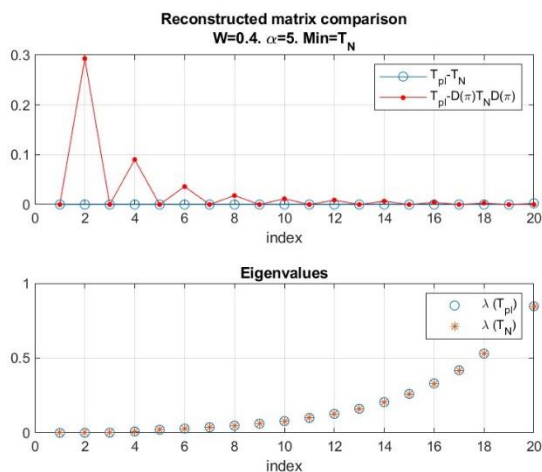 Reconstructed matrix comparison
W=0.4. α=5. Min=T_N
0.3
0.2
0.1
0
T_pl-T_N
T_pl-D(π)T_ND(π)
0 2 4 6 8 10 12 14 16 18 20
index
Eigenvalues
1
0.5
0
λ (T_pl)
λ (T_N)
0 2 4 6 8 10 12 14 16 18 20
index